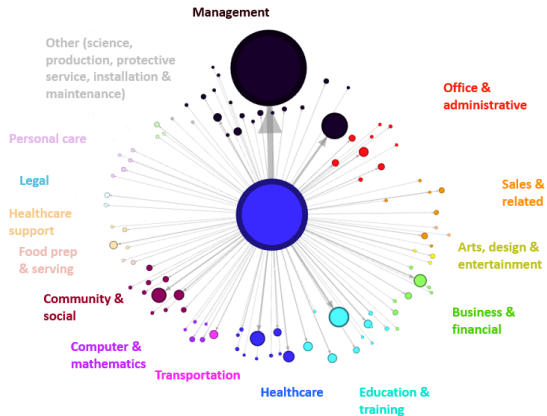 Management
Other (science,
production, protective
service, installation &
maintenance)
Office &
administrative
Personal care
Legal
Sales &
related
Healthcare
support
Food prep
& serving
Arts, design &
entertainment
Community &
social
Business &
financial
Computer &
mathematics
Transportation
Healthcare
Education &
training